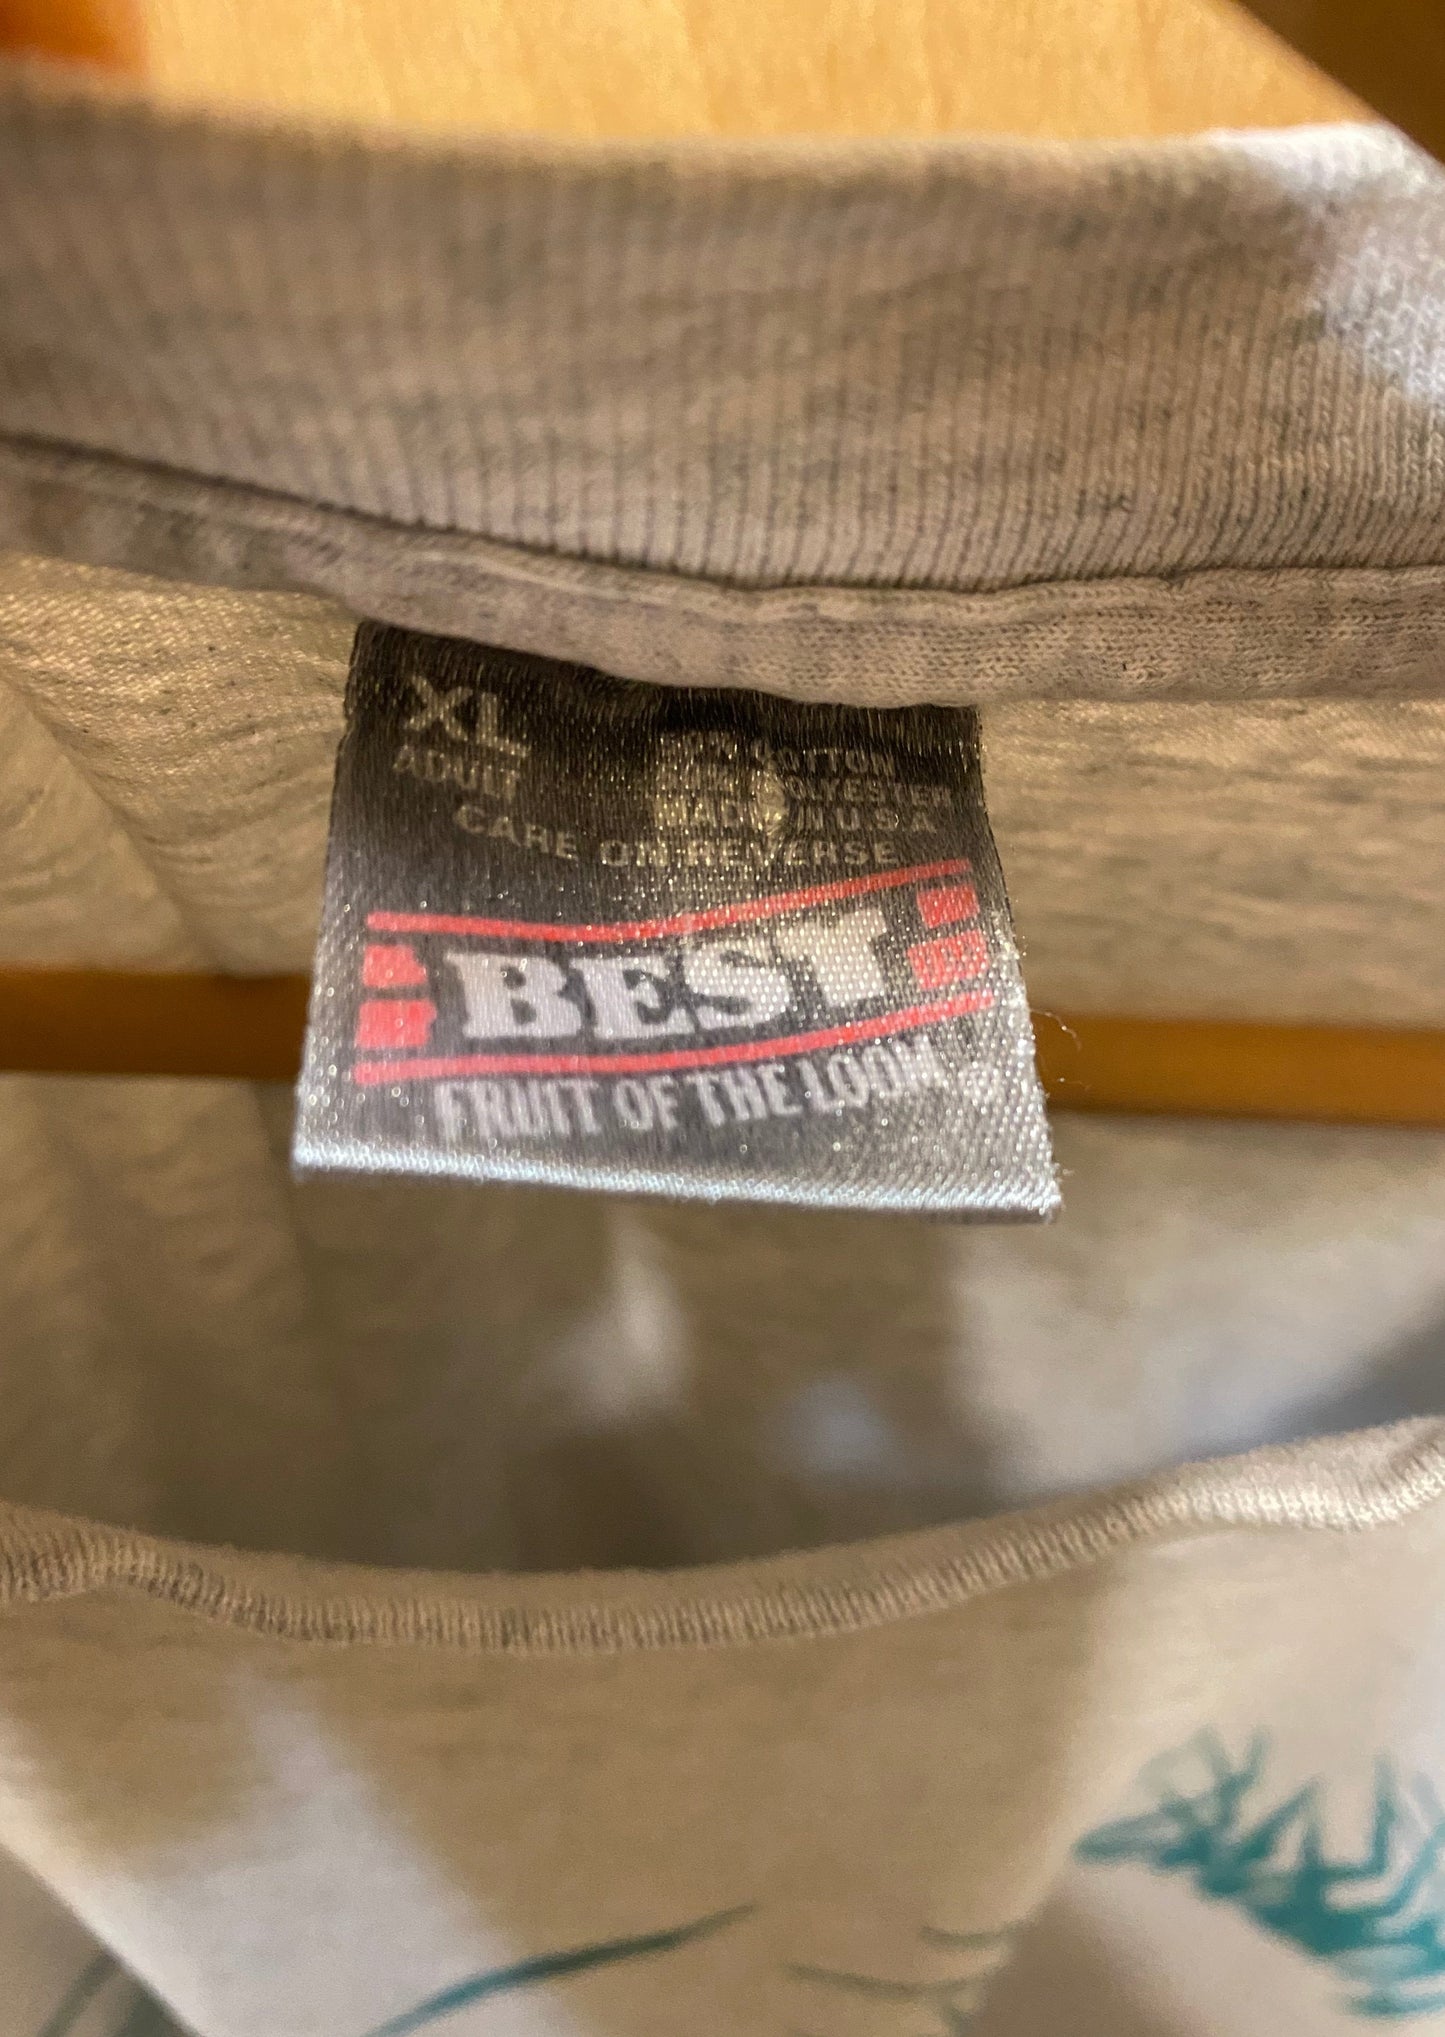 XL
ADULT
COTTON
POLYESTER
MADE IN U.S.A
CARE ON REVERSE
BEST
FRUIT OF THE LOOM